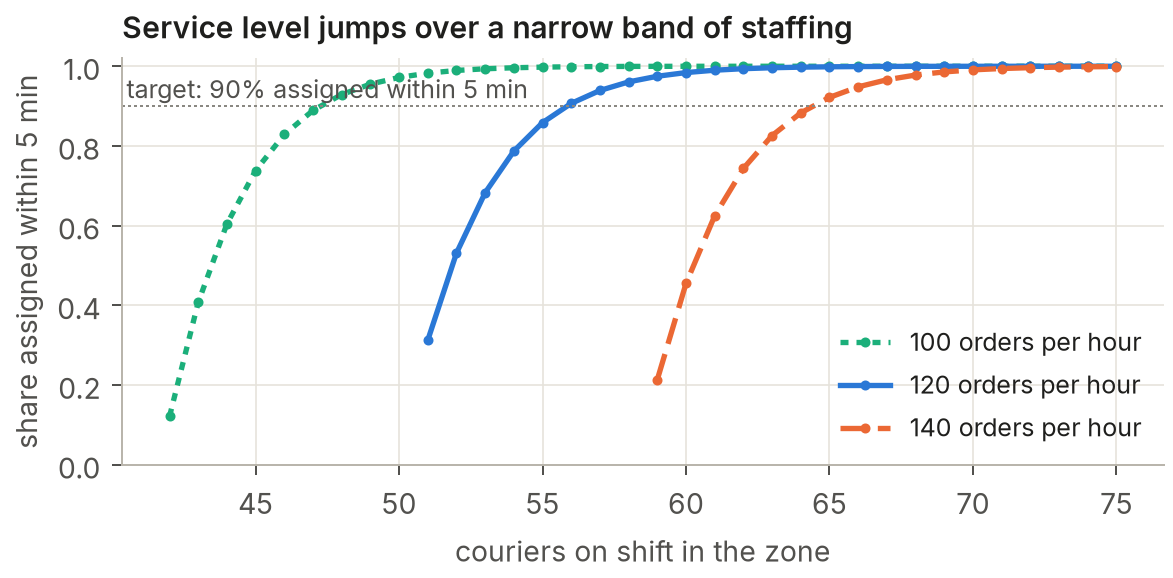 Service level jumps over a narrow band of staffing
share assigned within 5 min
1.0
0.8
0.6
0.4
0.2
0.0
target: 90% assigned within 5 min
100 orders per hour
120 orders per hour
140 orders per hour
45 50 55 60 65 70 75
couriers on shift in the zone